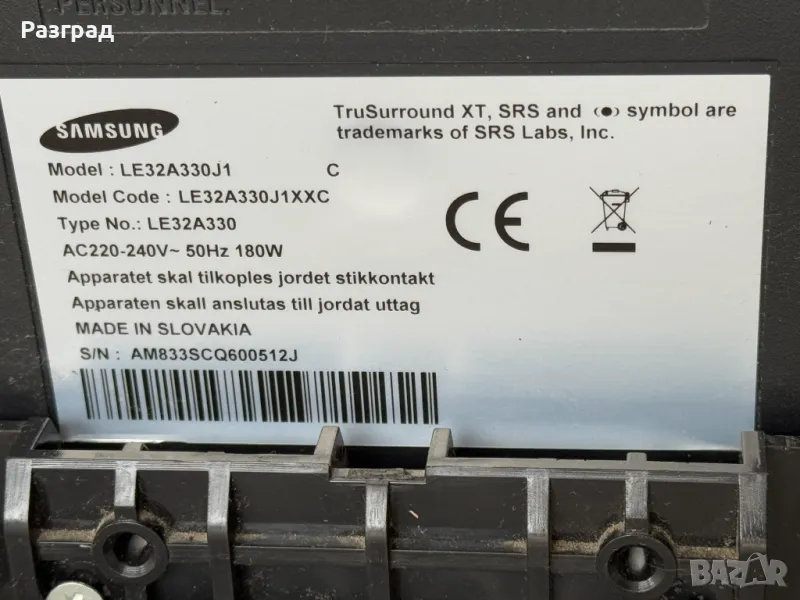 PERSONNEL.
Разград
SAMSUNG
TruSurround XT, SRS and (●) symbol are
trademarks of SRS Labs, Inc.
Model : LE32A330J1 C
Model Code : LE32A330J1XXC
Type No.: LE32A330
AC220-240V~ 50Hz 180W
Apparatet skal tilkoples jordet stikkontakt
Apparaten skall anslutas till jordat uttag
MADE IN SLOVAKIA
S/N : AM833SCQ600512J
CE
BAZAR